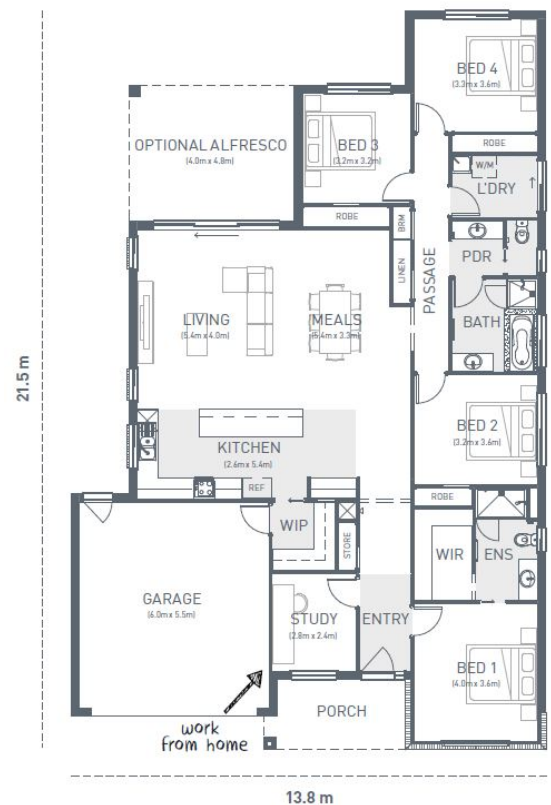 BED 4
(3.3m x 3.6m)
ROBE
OPTIONAL ALFRESCO
(4.0m x 4.8m)
BED 3
(3.2m x 3.2m)
W/M
L'DRY
ROBE
BRM
LINEN
PASSAGE
PDR
LIVING
(5.4m x 4.0m)
MEALS
(5.4m x 3.3m)
BATH
21.5 m
BED 2
(3.2m x 3.6m)
KITCHEN
(2.6m x 5.4m)
REF
ROBE
WIP
STORE
WIR
ENS
GARAGE
(6.0m x 5.5m)
STUDY
(2.8m x 2.4m)
ENTRY
BED 1
(4.0m x 3.6m)
PORCH
work
from home
13.8 m